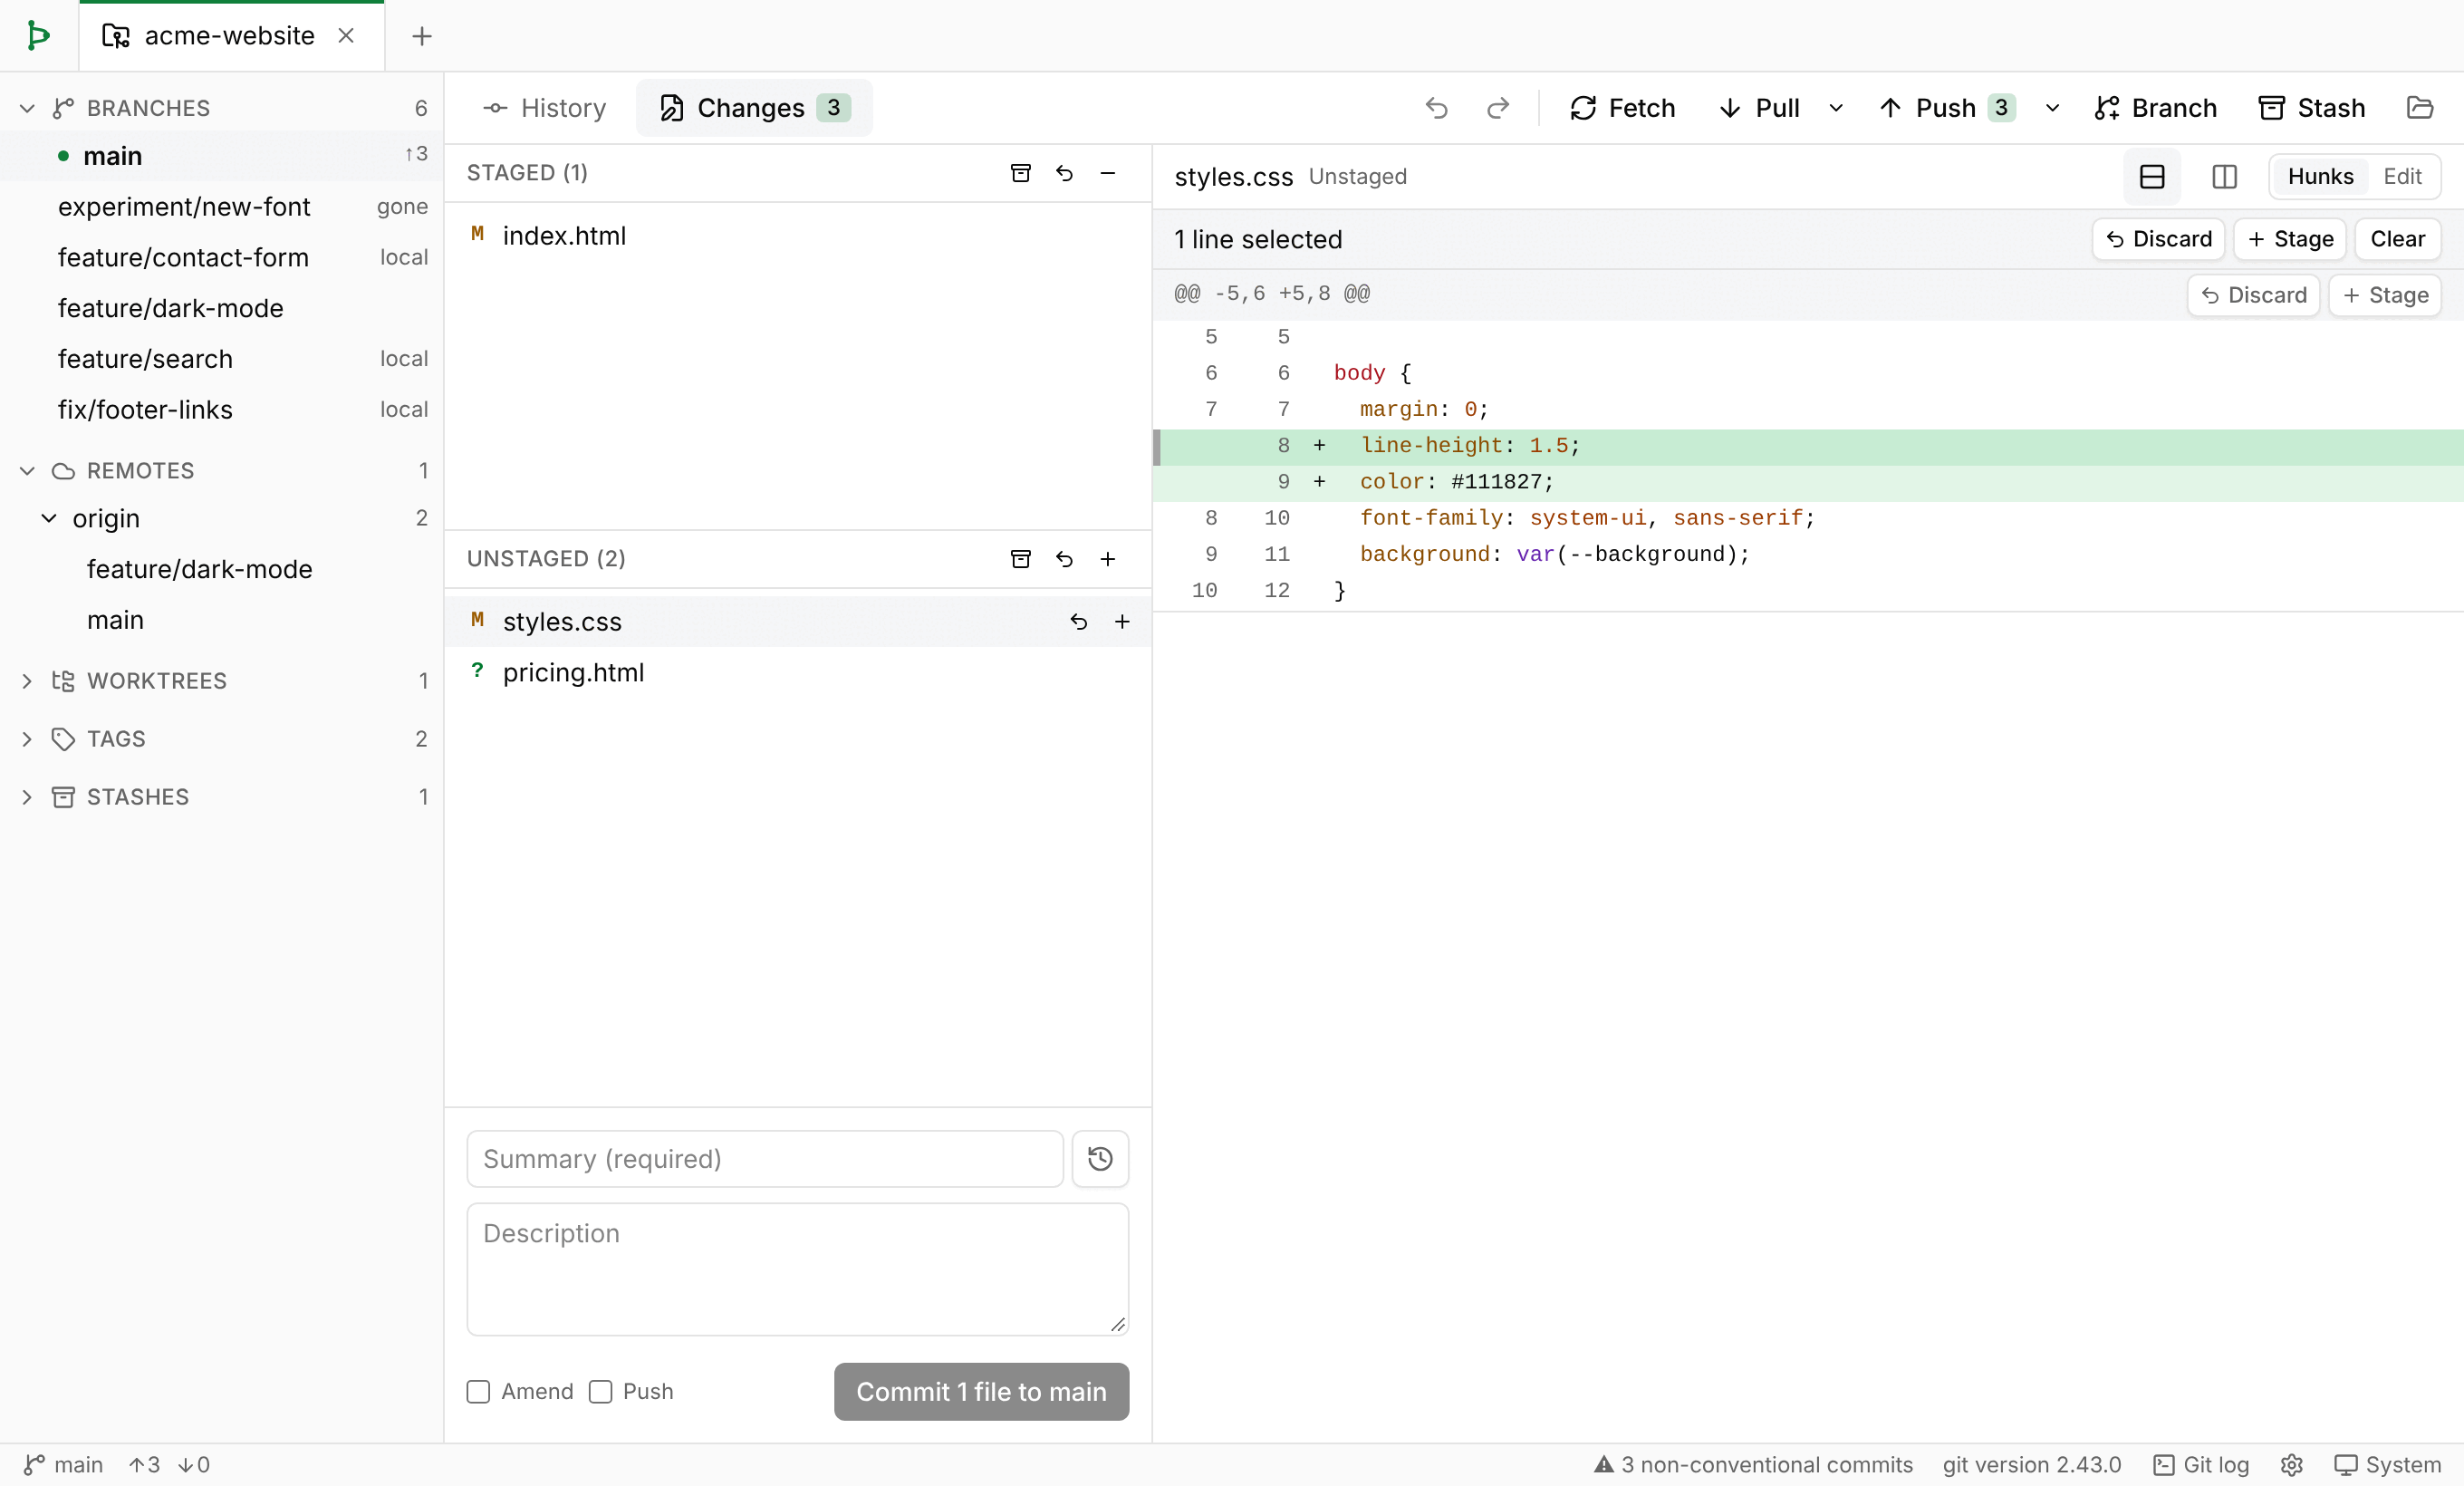 acme-website
BRANCHES 6
main ↑3
experiment/new-font gone
feature/contact-form local
feature/dark-mode
feature/search local
fix/footer-links local
REMOTES 1
origin 2
feature/dark-mode
main
WORKTREES 1
TAGS 2
STASHES 1
History Changes 3 Fetch Pull Push 3 Branch Stash
STAGED (1)
M index.html
UNSTAGED (2)
M styles.css
? pricing.html
Summary (required)
Description
Amend Push Commit 1 file to main
styles.css Unstaged Hunks Edit
1 line selected Discard + Stage Clear
@@ -5,6 +5,8 @@ Discard + Stage
5 5
6 6 body {
7 7 margin: 0;
8 + line-height: 1.5;
9 + color: #111827;
8 10 font-family: system-ui, sans-serif;
9 11 background: var(--background);
10 12 }
main ↑3 ↓0 3 non-conventional commits git version 2.43.0 Git log System